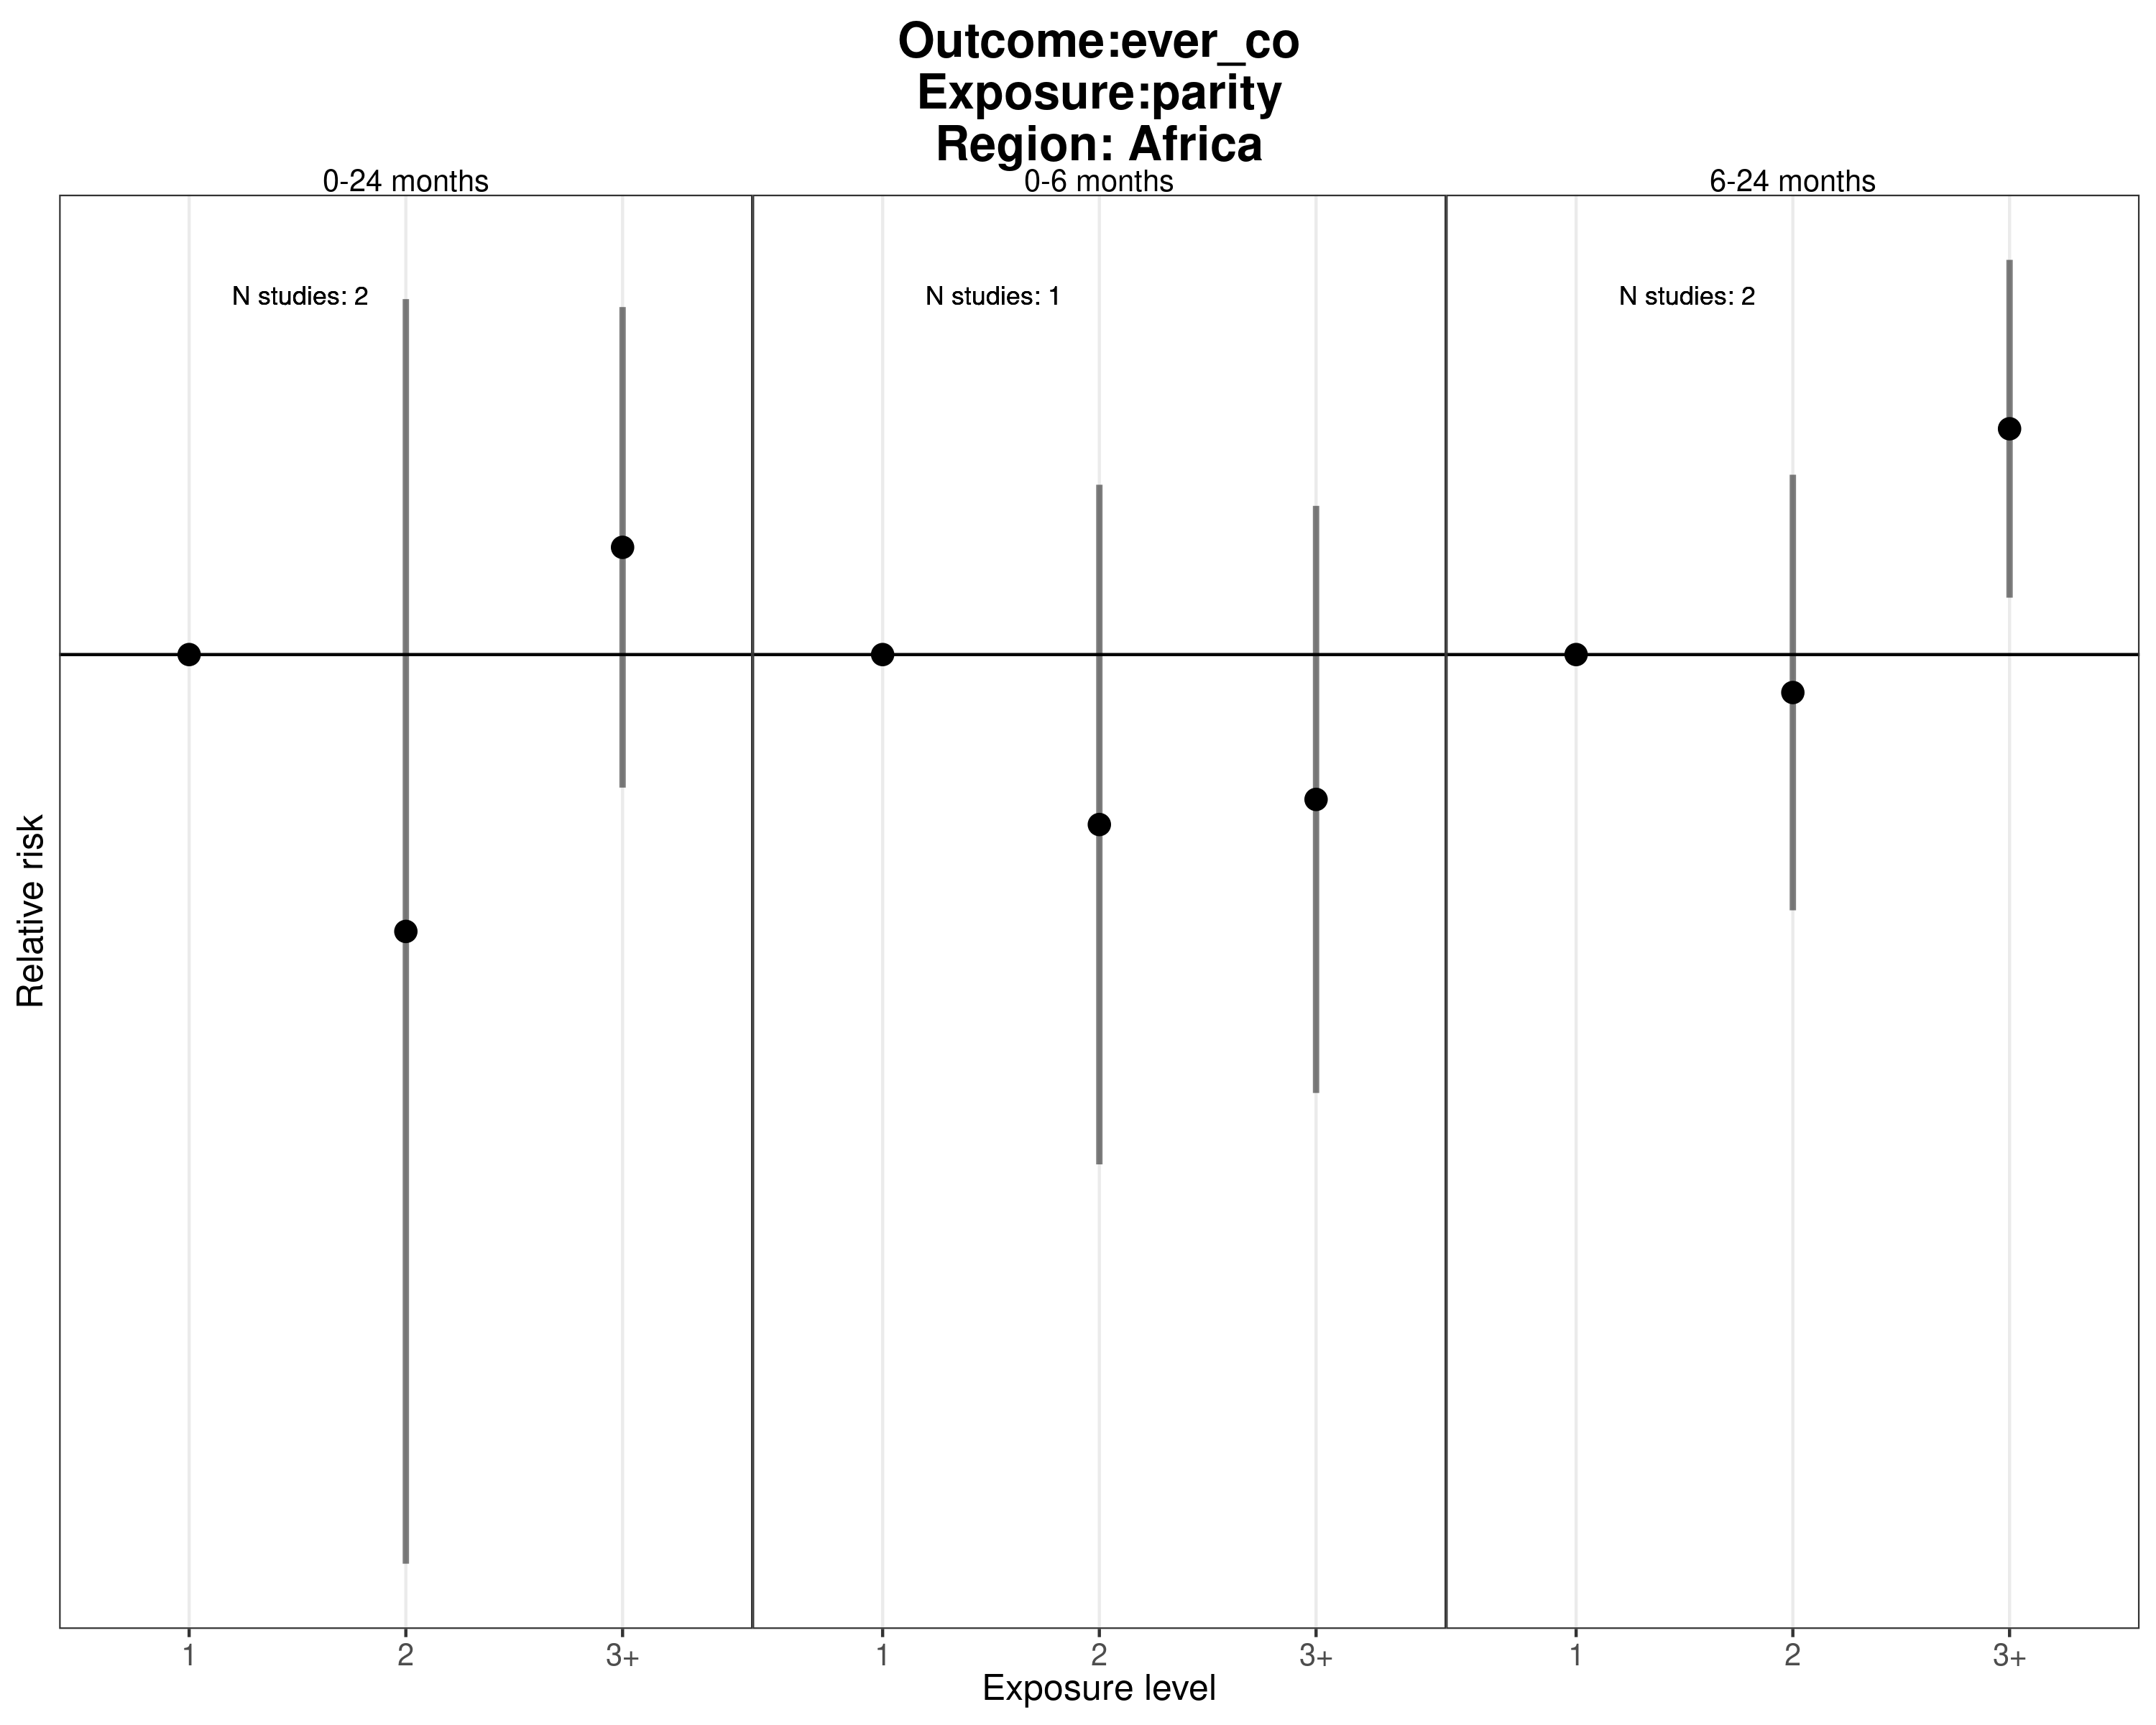 Outcome:ever_co
Exposure:parity
Region: Africa
0-24 months
0-6 months
6-24 months
N studies: 2
N studies: 1
N studies: 2
Relative risk
1
2
3+
1
2
3+
1
2
3+
Exposure level